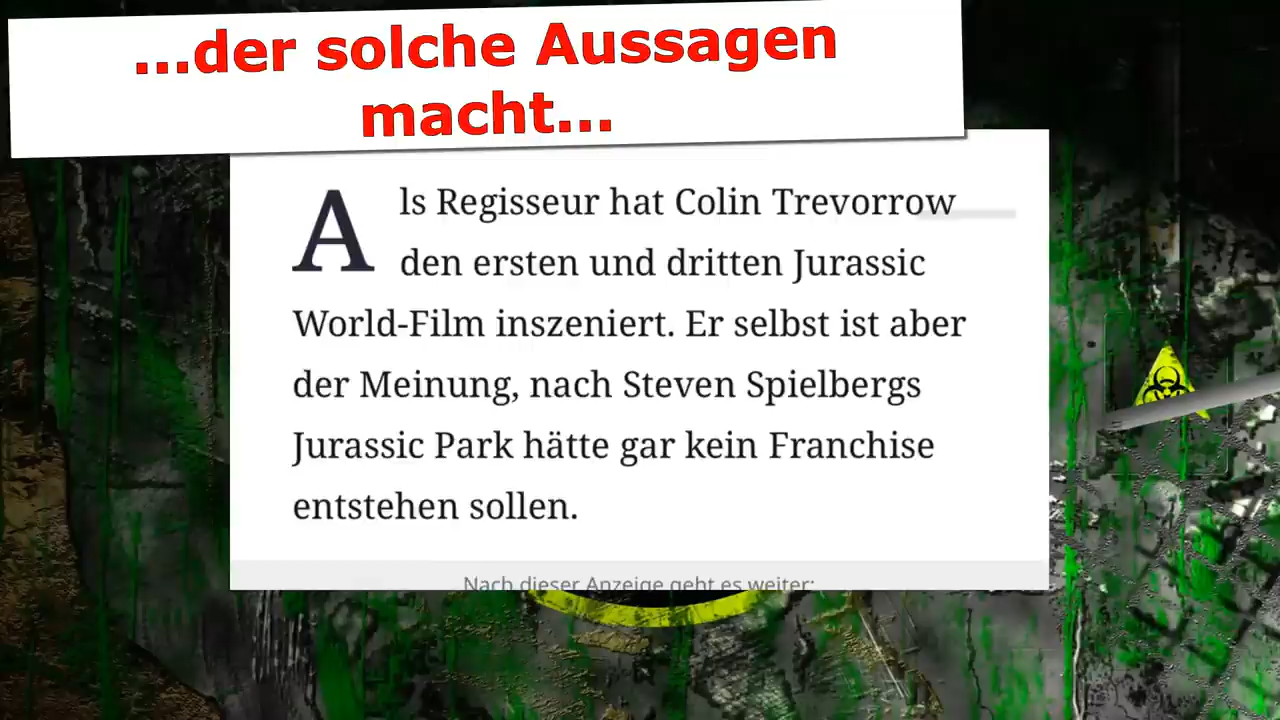 ...der solche Aussagen
macht...
Als Regisseur hat Colin Trevorrow
den ersten und dritten Jurassic
World-Film inszeniert. Er selbst ist aber
der Meinung, nach Steven Spielbergs
Jurassic Park hätte gar kein Franchise
entstehen sollen.
Nach dieser Anzeige geht es weiter: